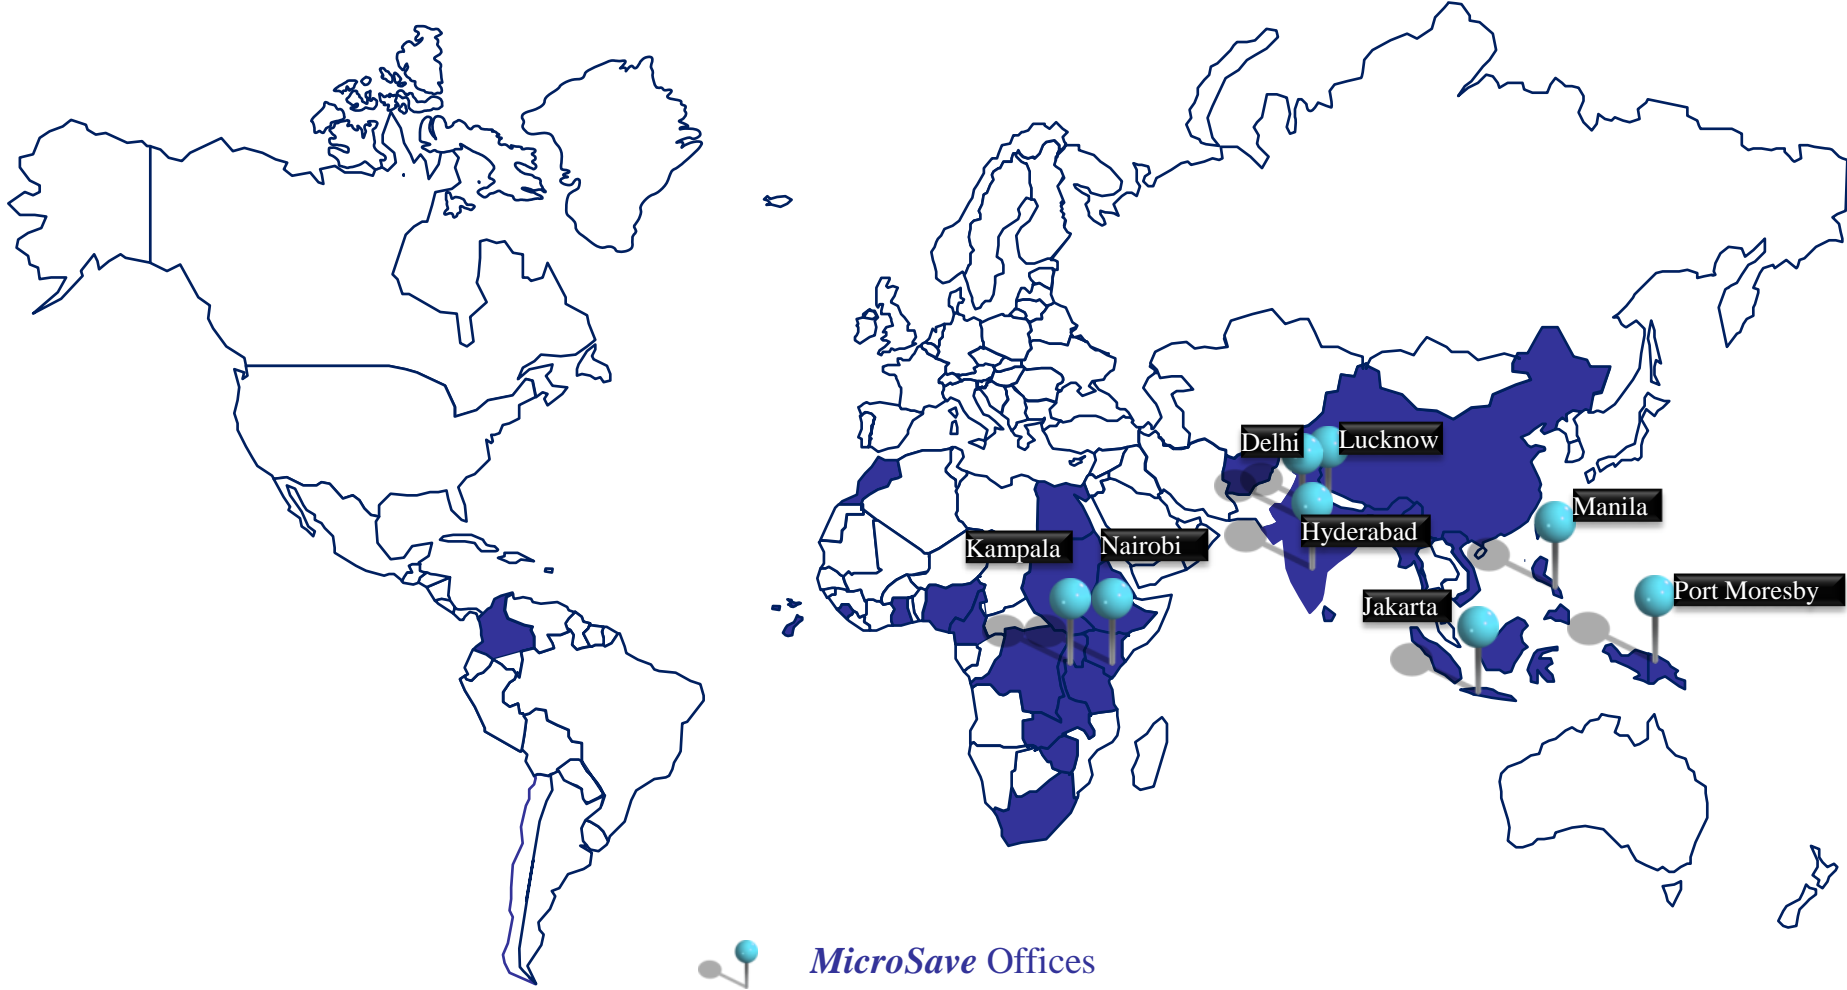 Delhi
Lucknow
Manila
Hyderabad
Kampala
Nairobi
Port Moresby
Jakarta
MicroSave Offices